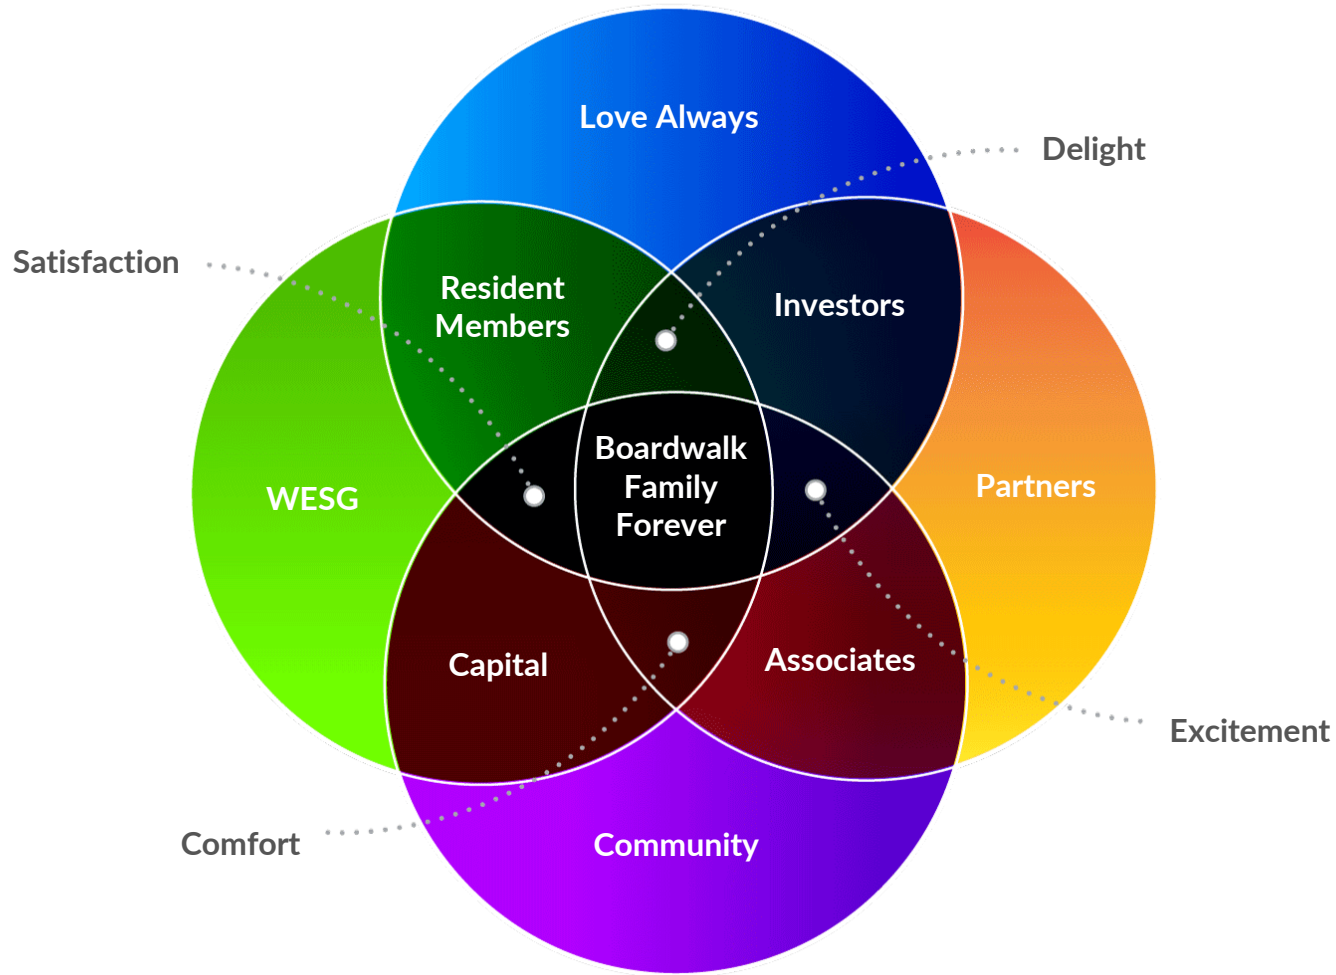 Love Always
Delight
Satisfaction
Resident
Members
Investors
Boardwalk
Family
Forever
WESG
Partners
Capital
Associates
Excitement
Comfort
Community